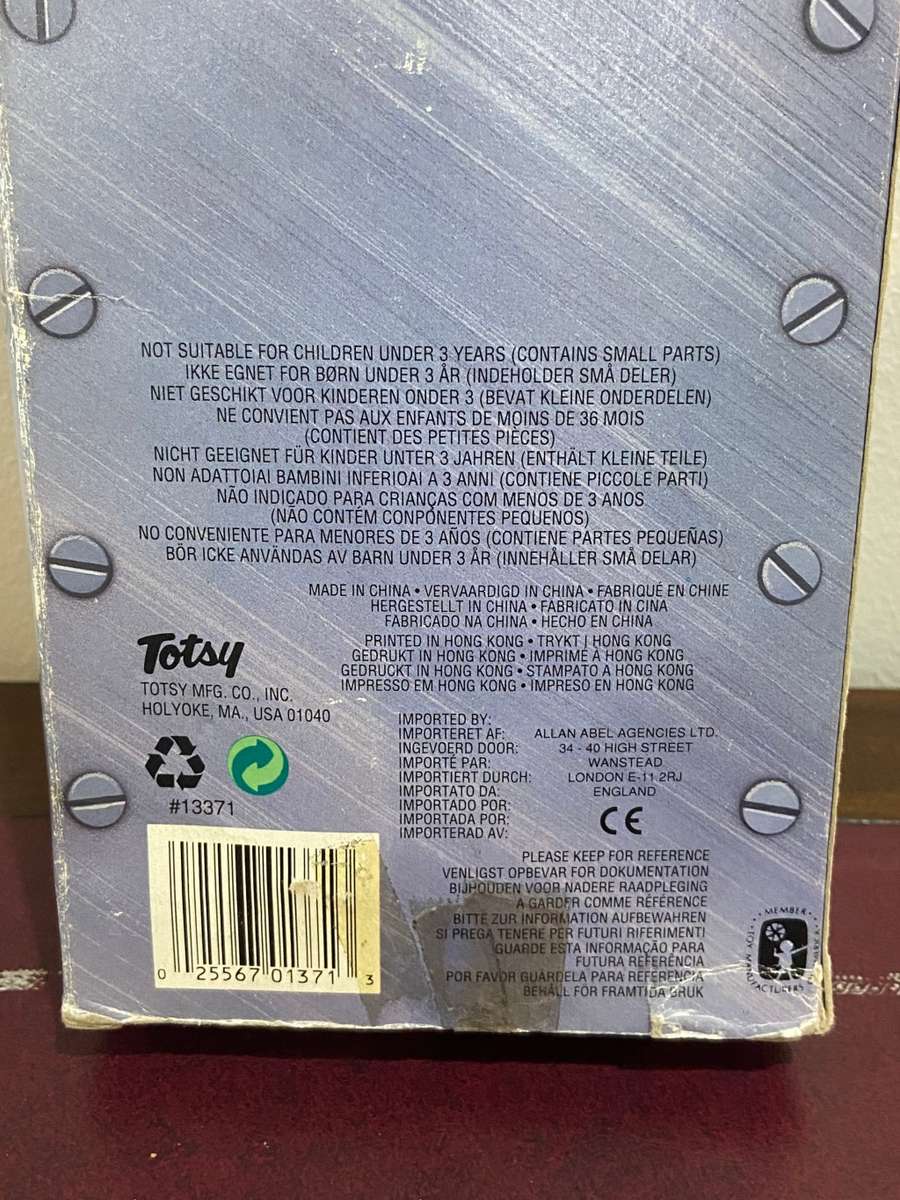 NOT SUITABLE FOR CHILDREN UNDER 3 YEARS (CONTAINS SMALL PARTS)
IKKE EGNET FOR BØRN UNDER 3 ÅR (INDEHOLDER SMÅ DELER)
NIET GESCHIKT VOOR KINDEREN ONDER 3 (BEVAT KLEINE ONDERDELEN)
NE CONVIENT PAS AUX ENFANTS DE MOINS DE 36 MOIS
(CONTIENT DES PETITES PIÈCES)
NICHT GEEIGNET FÜR KINDER UNTER 3 JAHREN (ENTHÄLT KLEINE TEILE)
NON ADATTOIAI BAMBINI INFERIOAI A 3 ANNI (CONTIENE PICCOLE PARTI)
NÃO INDICADO PARA CRIANÇAS COM MENOS DE 3 ANOS
(NÃO CONTÉM CONPONENTES PEQUENOS)
NO CONVENIENTE PARA MENORES DE 3 AÑOS (CONTIENE PARTES PEQUEÑAS)
BÖR ICKE ANVÄNDAS AV BARN UNDER 3 ÅR (INNEHÅLLER SMÅ DELAR)
MADE IN CHINA • VERVAARDIGD IN CHINA • FABRIQUÉ EN CHINE
HERGESTELLT IN CHINA • FABRICATO IN CINA
FABRICADO NA CHINA • HECHO EN CHINA
PRINTED IN HONG KONG • TRYKT I HONG KONG
GEDRUKT IN HONG KONG • IMPRIMÉ À HONG KONG
GEDRUCKT IN HONG KONG • STAMPATO A HONG KONG
IMPRESSO EM HONG KONG • IMPRESO EN HONG KONG
Totsy
TOTSY MFG. CO., INC.
HOLYOKE, MA., USA 01040
#13371
IMPORTED BY:
IMPORTERET AF:
INGEVOERD DOOR:
IMPORTÉ PAR:
IMPORTIERT DURCH:
IMPORTATO DA:
IMPORTADO POR:
IMPORTADA POR:
IMPORTERAD AV:
ALLAN ABEL AGENCIES LTD.
34 - 40 HIGH STREET
WANSTEAD
LONDON E-11 2RJ
ENGLAND
CE
0 25567 01371 3
PLEASE KEEP FOR REFERENCE
VENLIGST OPBEVAR FOR DOKUMENTATION
BIJHOUDEN VOOR NADERE RAADPLEGING
A GARDER COMME RÉFÉRENCE
BITTE ZUR INFORMATION AUFBEWAHREN
SI PREGA TENERE PER FUTURI RIFERIMENTI
GUARDE ESTA INFORMAÇÃO PARA
FUTURA REFERÊNCIA
POR FAVOR GUÁRDELA PARA REFERENCIA
BEHÅLL FÖR FRAMTIDA BRUK
MEMBER
TOY MANUFACTURERS